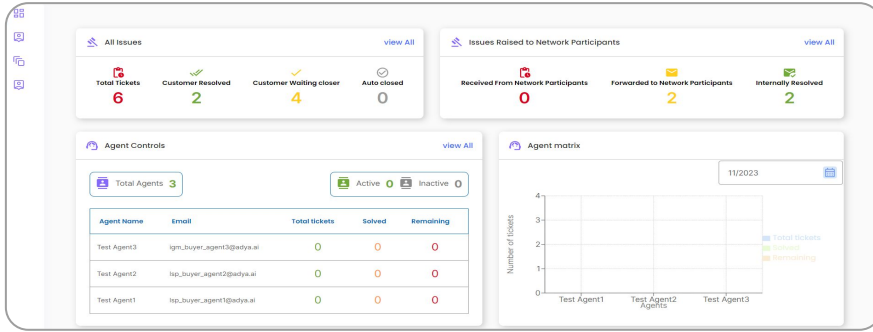 All Issues
view All
Total Tickets
Customer Resolved
Customer Waiting closer
Auto closed
6
2
4
0
Issues Raised to Network Participants
view All
Received From Network Participants
Forwarded to Network Participants
Internally Resolved
0
2
2
Agent Controls
view All
Total Agents 3
Active 0
Inactive 0
Agent Name Email Total tickets Solved Remaining
Test Agent3 igm_buyer_agent3@adya.ai 0 0 0
Test Agent2 lsp_buyer_agent2@adya.ai 0 0 0
Test Agent1 lsp_buyer_agent1@adya.ai 0 0 0
Agent matrix
11/2023
Number of tickets
4
3
2
1
0
Test Agent1
Test Agent2
Test Agent3
Agents
Total tickets
Solved
Remaining